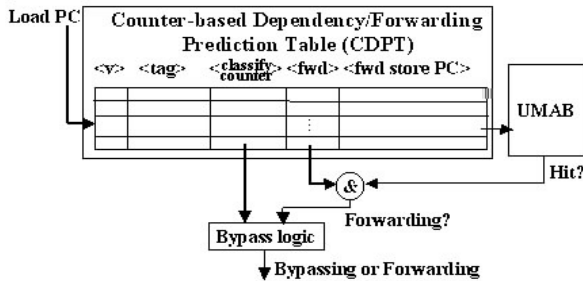 Load PC
Counter-based Dependency/Forwarding
Prediction Table (CDPT)
<v> <tag> <classify counter> <fwd> <fwd store PC>
UMAB
Hit?
&
Forwarding?
Bypass logic
Bypassing or Forwarding